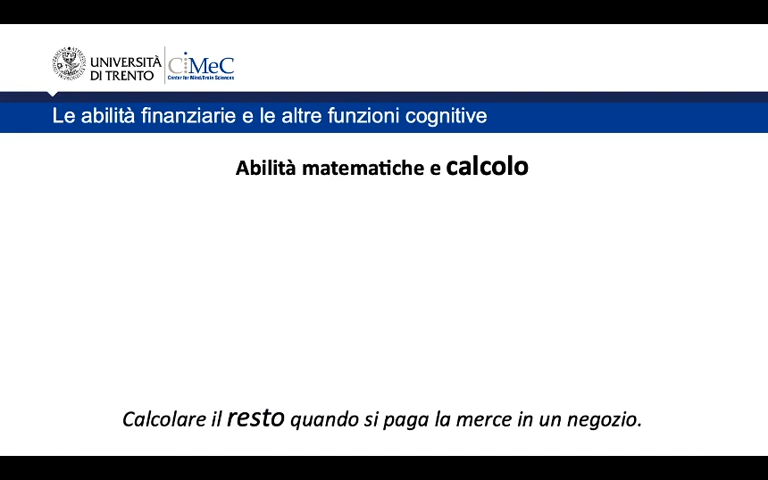 UNIVERSITÀ
DI TRENTO
CiMeC
Center for Mind/Brain Sciences
Le abilità finanziarie e le altre funzioni cognitive
Abilità matematiche e calcolo
Calcolare il resto quando si paga la merce in un negozio.